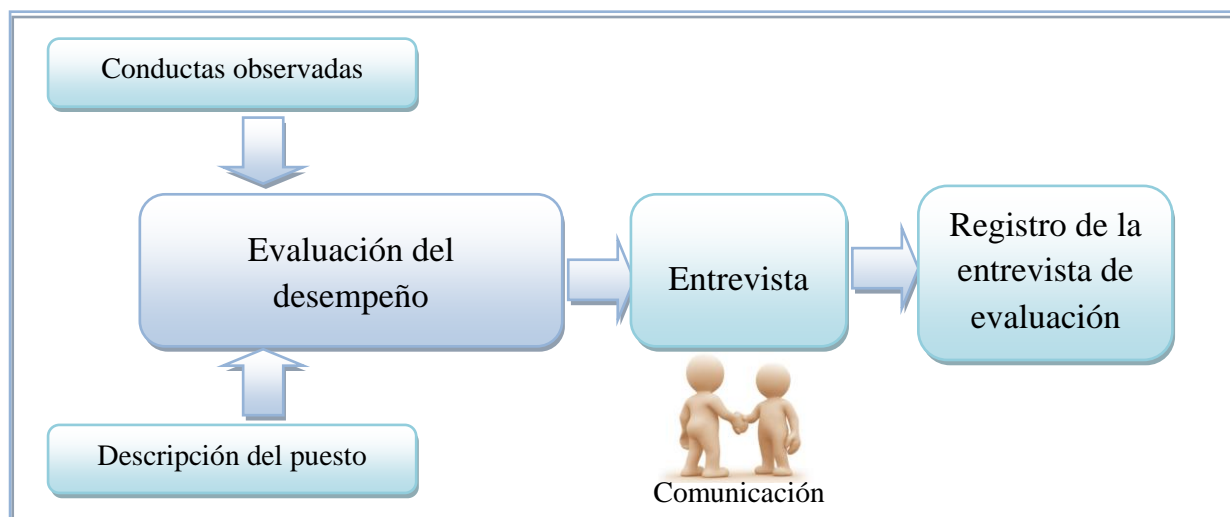 Conductas observadas
Evaluación del
desempeño
Entrevista
Registro de la
entrevista de
evaluación
Descripción del puesto
Comunicación